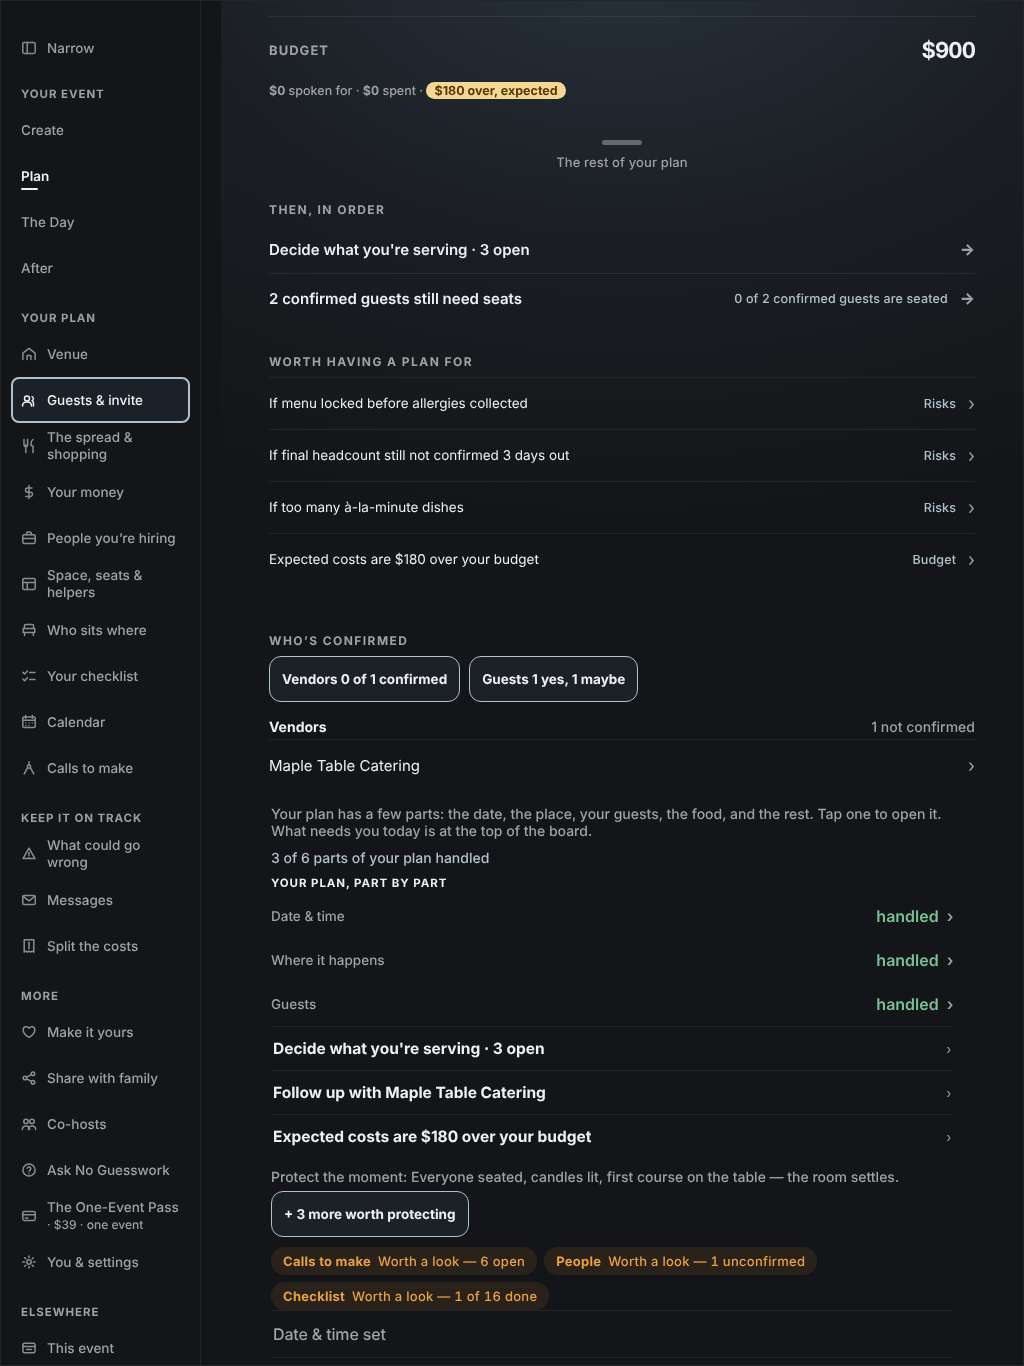 Narrow
YOUR EVENT
Create
Plan
The Day
After
YOUR PLAN
Venue
Guests & invite
The spread &
shopping
Your money
People you’re hiring
Space, seats &
helpers
Who sits where
Your checklist
Calendar
Calls to make
KEEP IT ON TRACK
What could go
wrong
Messages
Split the costs
MORE
Make it yours
Share with family
Co-hosts
Ask No Guesswork
The One-Event Pass
· $39 · one event
You & settings
ELSEWHERE
This event
BUDGET $900
$0 spoken for · $0 spent · $180 over, expected
The rest of your plan
THEN, IN ORDER
Decide what you're serving · 3 open
2 confirmed guests still need seats 0 of 2 confirmed guests are seated
WORTH HAVING A PLAN FOR
If menu locked before allergies collected Risks
If final headcount still not confirmed 3 days out Risks
If too many à-la-minute dishes Risks
Expected costs are $180 over your budget Budget
WHO’S CONFIRMED
Vendors 0 of 1 confirmed Guests 1 yes, 1 maybe
Vendors 1 not confirmed
Maple Table Catering
Your plan has a few parts: the date, the place, your guests, the food, and the rest. Tap one to open it.
What needs you today is at the top of the board.
3 of 6 parts of your plan handled
YOUR PLAN, PART BY PART
Date & time handled
Where it happens handled
Guests handled
Decide what you're serving · 3 open
Follow up with Maple Table Catering
Expected costs are $180 over your budget
Protect the moment: Everyone seated, candles lit, first course on the table — the room settles.
+ 3 more worth protecting
Calls to make Worth a look — 6 open People Worth a look — 1 unconfirmed
Checklist Worth a look — 1 of 16 done
Date & time set